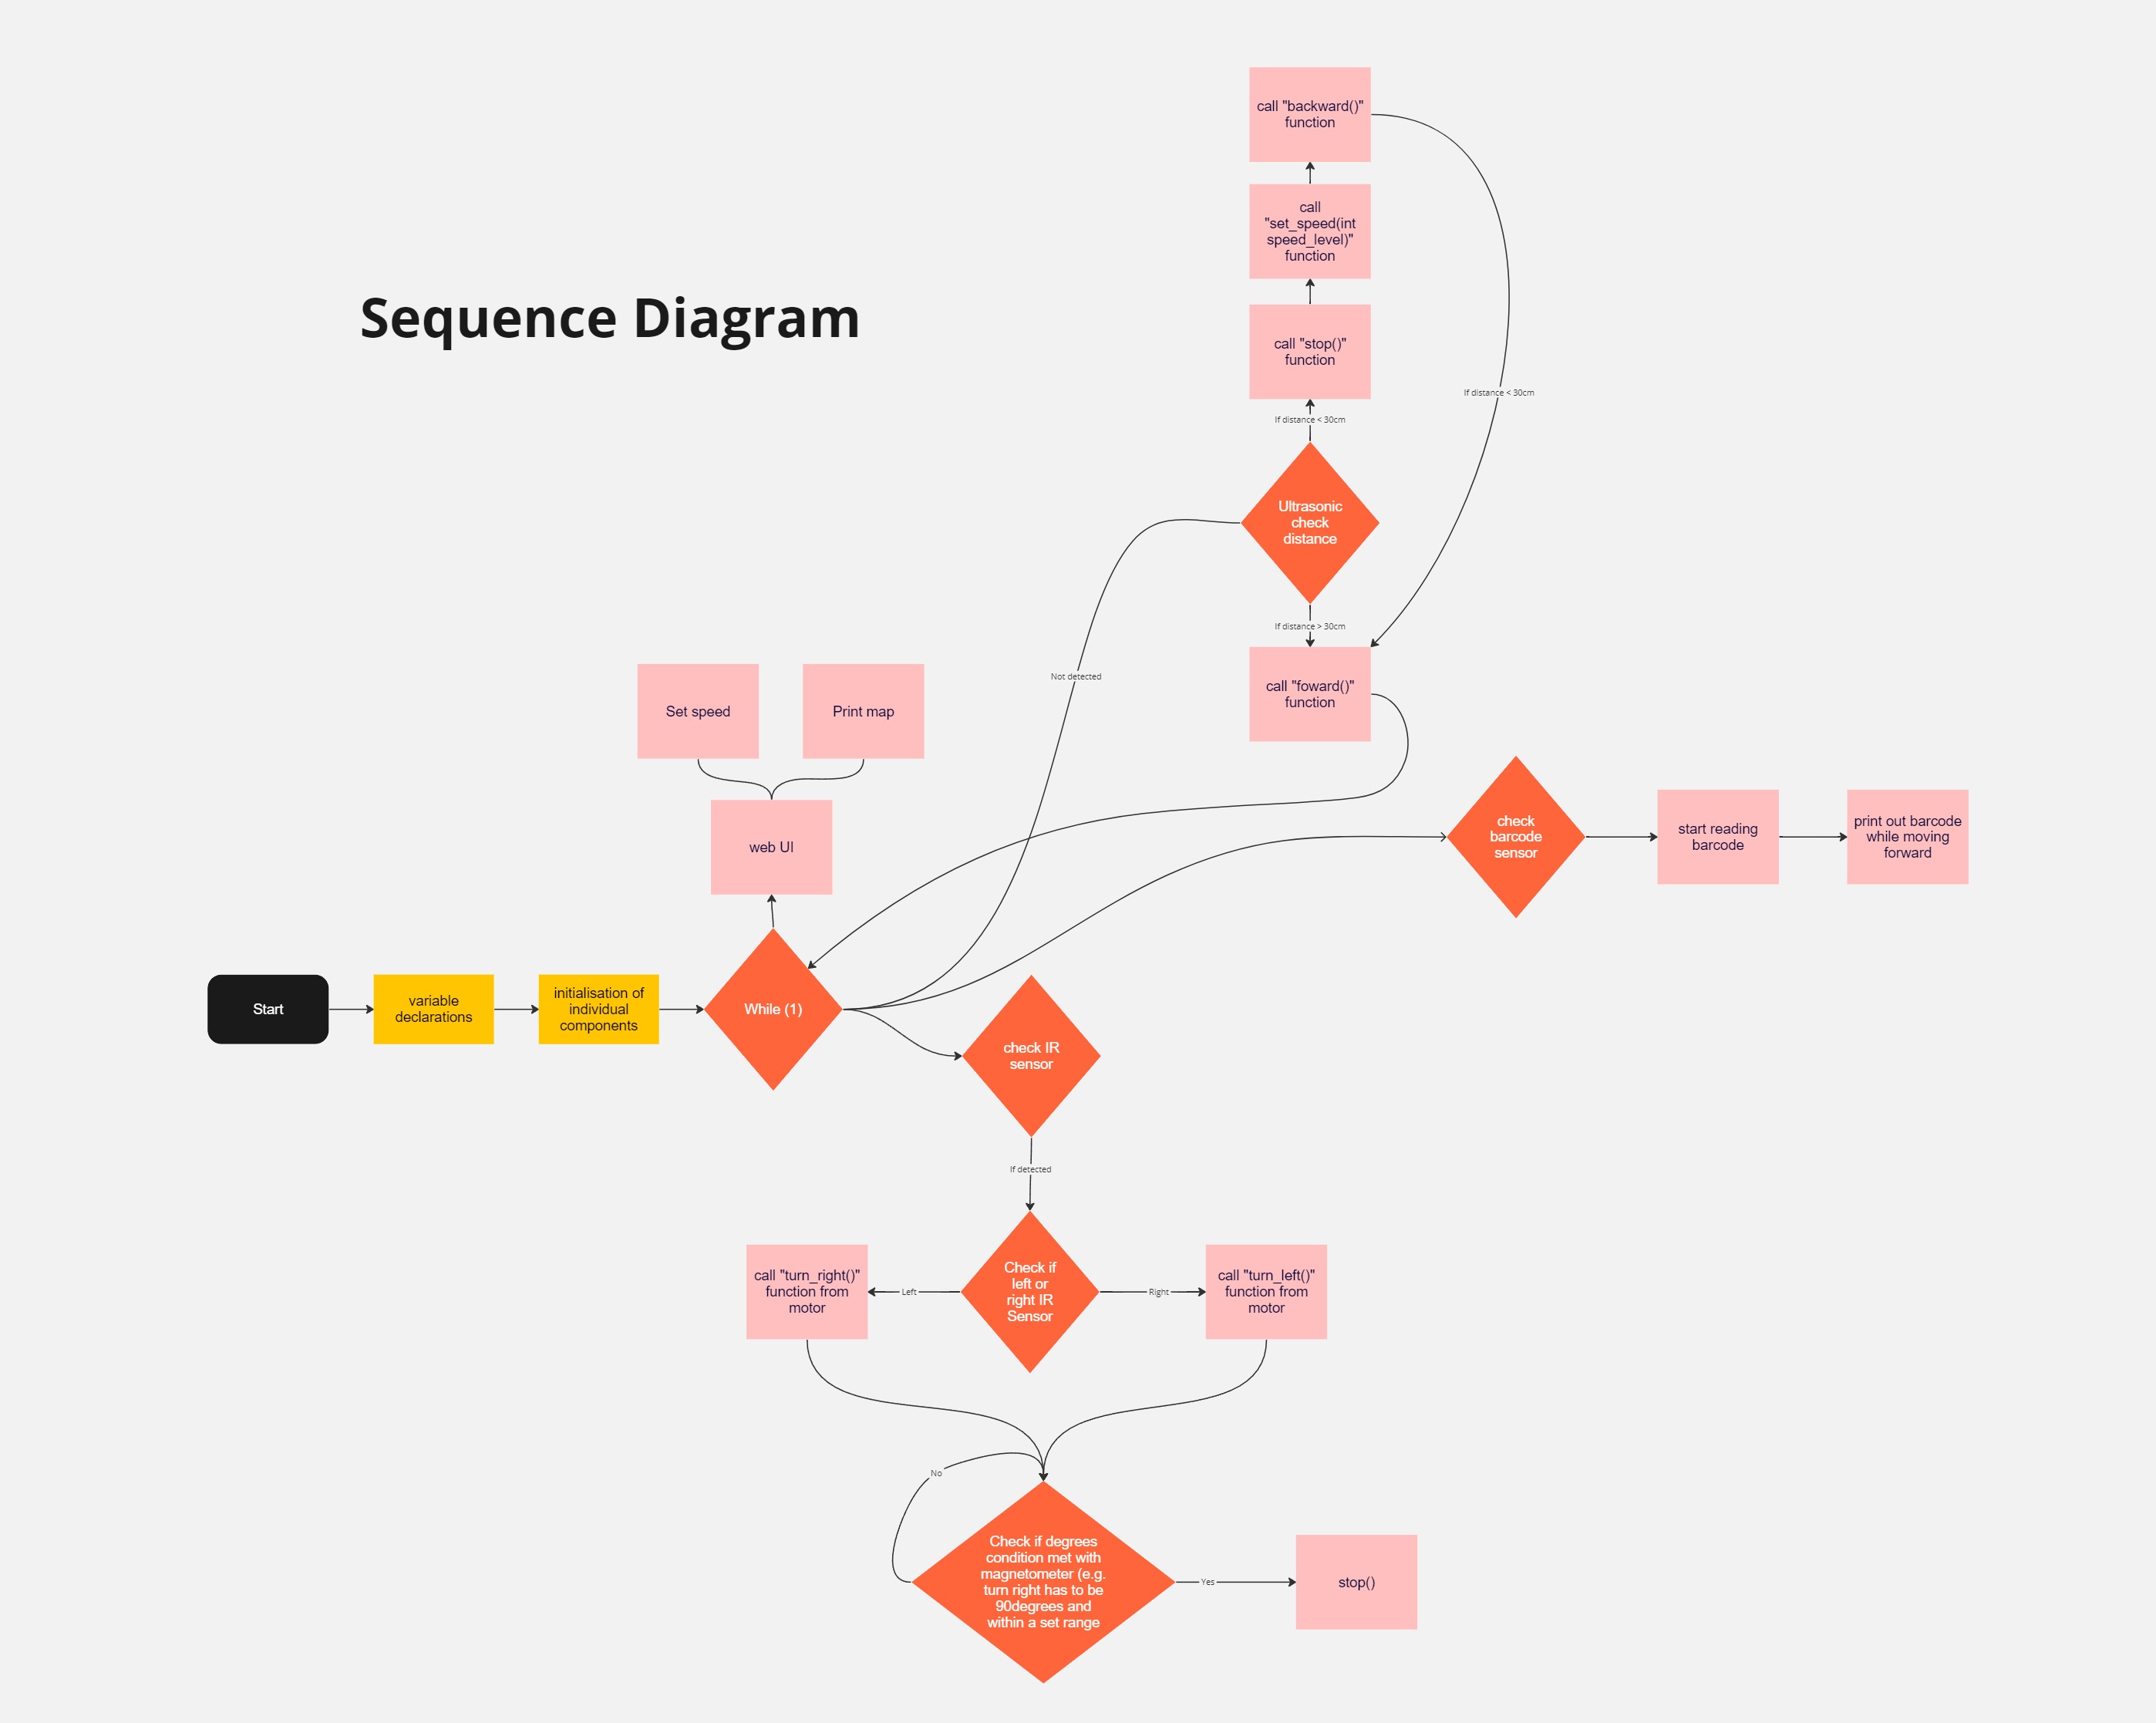 call "backward()"
function
call
"set_speed(int
speed_level)"
function
Sequence Diagram
call "stop()"
function
If distance < 30cm
If distance < 30cm
Ultrasonic
check
distance
If distance > 30cm
Not detected
call "foward()"
function
Set speed
Print map
web UI
check
barcode
sensor
start reading
barcode
print out barcode
while moving
forward
Start
variable
declarations
initialisation of
individual
components
While (1)
check IR
sensor
If detected
call "turn_right()"
function from
motor
Left
Check if
left or
right IR
Sensor
Right
call "turn_left()"
function from
motor
No
Check if degrees
condition met with
magnetometer (e.g.
turn right has to be
90degrees and
within a set range
Yes
stop()